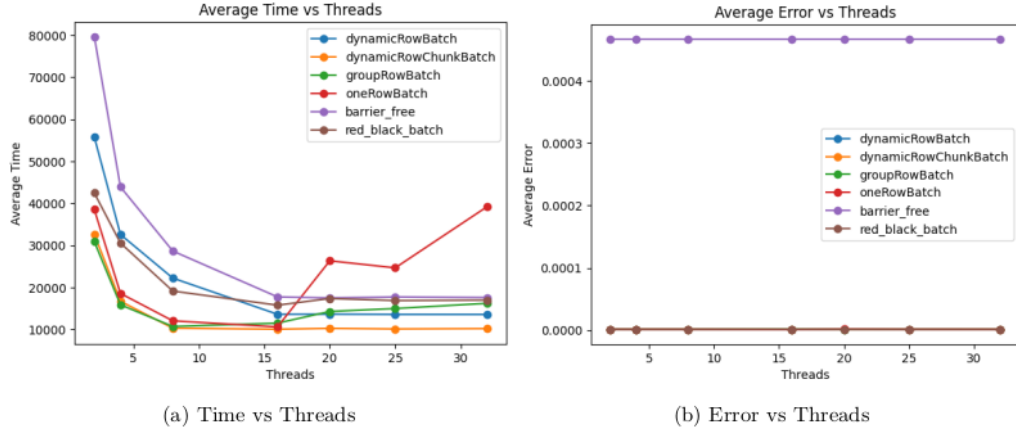 Average Time vs Threads
80000
70000
60000
50000
40000
30000
20000
10000
Average Time
dynamicRowBatch
dynamicRowChunkBatch
groupRowBatch
oneRowBatch
barrier_free
red_black_batch
5 10 15 20 25 30
Threads
(a) Time vs Threads
Average Error vs Threads
0.0004
0.0003
0.0002
0.0001
0.0000
Average Error
dynamicRowBatch
dynamicRowChunkBatch
groupRowBatch
oneRowBatch
barrier_free
red_black_batch
5 10 15 20 25 30
Threads
(b) Error vs Threads